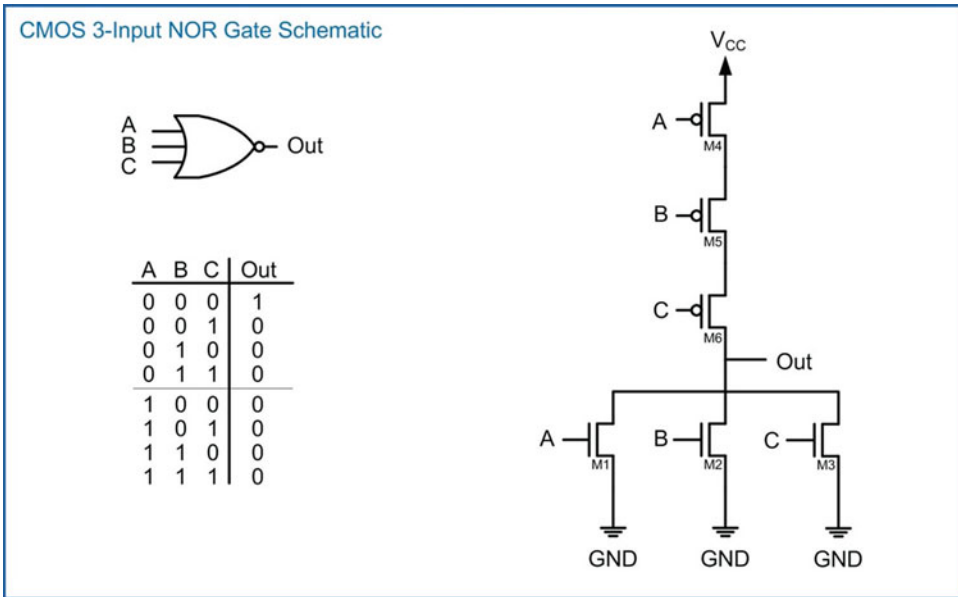 CMOS 3-Input NOR Gate Schematic
A
B
C
Out
A B C Out
0 0 0 1
0 0 1 0
0 1 0 0
0 1 1 0
1 0 0 0
1 0 1 0
1 1 0 0
1 1 1 0
VCC
A
M4
B
M5
C
M6
Out
A
M1
B
M2
C
M3
GND GND GND